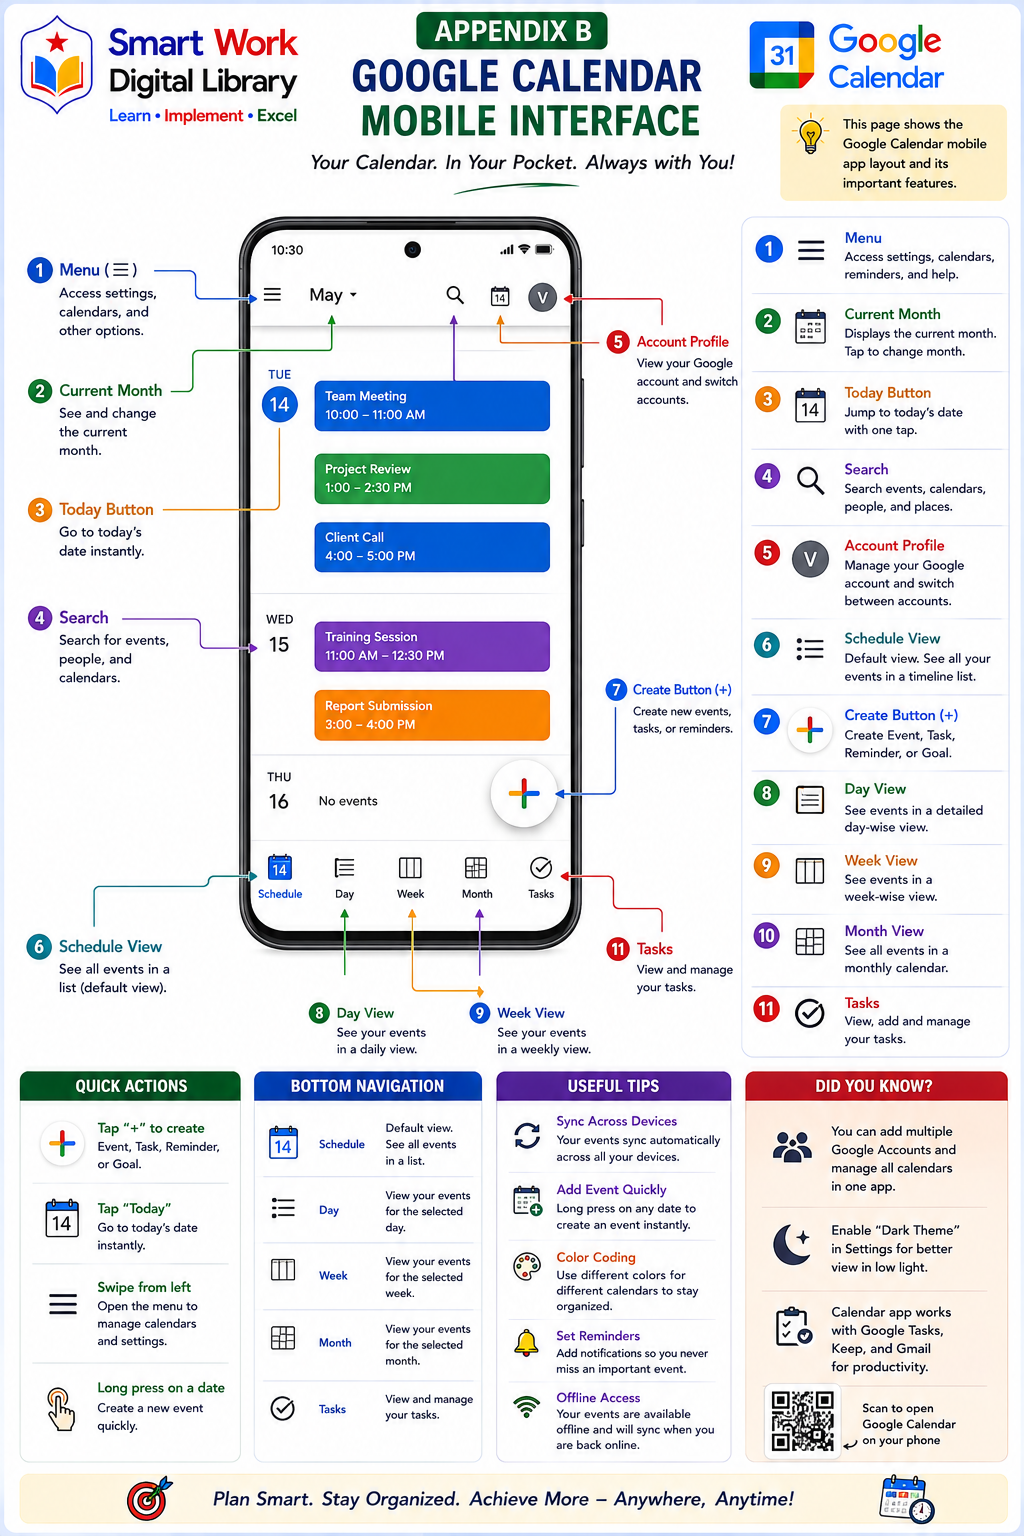 Smart Work
Digital Library
Learn • Implement • Excel
APPENDIX B
GOOGLE CALENDAR
MOBILE INTERFACE
Your Calendar. In Your Pocket. Always with You!
31
Google
Calendar
This page shows the
Google Calendar mobile
app layout and its
important features.
1 Menu (☰)
Access settings,
calendars, and
other options.
2 Current Month
See and change
the current
month.
3 Today Button
Go to today's
date instantly.
4 Search
Search for events,
people, and
calendars.
6 Schedule View
See all events in a
list (default view).
10:30
May
14
V
TUE
14
Team Meeting
10:00 – 11:00 AM
Project Review
1:00 – 2:30 PM
Client Call
4:00 – 5:00 PM
WED
15
Training Session
11:00 AM – 12:30 PM
Report Submission
3:00 – 4:00 PM
THU
16
No events
14
Schedule
Day
Week
Month
Tasks
5 Account Profile
View your Google
account and switch
accounts.
7 Create Button (+)
Create new events,
tasks, or reminders.
11 Tasks
View and manage
your tasks.
8 Day View
See your events
in a daily view.
9 Week View
See your events
in a weekly view.
1 Menu
Access settings, calendars,
reminders, and help.
2 Current Month
Displays the current month.
Tap to change month.
3 14 Today Button
Jump to today's date
with one tap.
4 Search
Search events, calendars,
people, and places.
5 V Account Profile
Manage your Google
account and switch
between accounts.
6 Schedule View
Default view. See all your
events in a timeline list.
7 Create Button (+)
Create Event, Task,
Reminder, or Goal.
8 Day View
See events in a detailed
day-wise view.
9 Week View
See events in a
week-wise view.
10 Month View
See all events in a
monthly calendar.
11 Tasks
View, add and manage
your tasks.
QUICK ACTIONS
Tap "+" to create
Event, Task, Reminder,
or Goal.
14
Tap "Today"
Go to today's date
instantly.
Swipe from left
Open the menu to
manage calendars
and settings.
Long press on a date
Create a new event
quickly.
BOTTOM NAVIGATION
14
Schedule
Default view.
See all events
in a list.
Day
View your events
for the selected
day.
Week
View your events
for the selected
week.
Month
View your events
for the selected
month.
Tasks
View and manage
your tasks.
USEFUL TIPS
Sync Across Devices
Your events sync automatically
across all your devices.
Add Event Quickly
Long press on any date to
create an event instantly.
Color Coding
Use different colors for
different calendars to stay
organized.
Set Reminders
Add notifications so you never
miss an important event.
Offline Access
Your events are available
offline and will sync when you
are back online.
DID YOU KNOW?
You can add multiple
Google Accounts and
manage all calendars
in one app.
Enable "Dark Theme"
in Settings for better
view in low light.
Calendar app works
with Google Tasks,
Keep, and Gmail
for productivity.
Scan to open
Google Calendar
on your phone
Plan Smart. Stay Organized. Achieve More – Anywhere, Anytime!